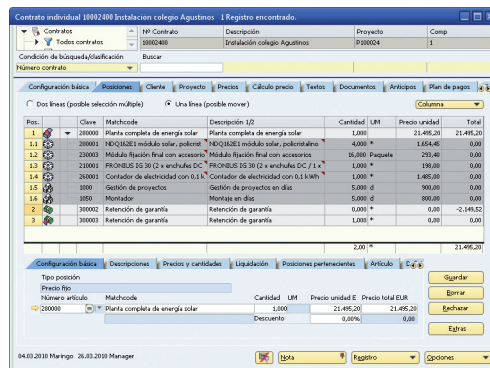 Contrato individual 10002400 Instalación colegio Agustinos   1 Registro encontrado.
Contratos
Todos contratos
Nº Contrato Descripción Proyecto Comp
10002400 Instalación colegio Agustinos P100024 1
Condición de búsqueda/clasificación Buscar
Número contrato
Configuración básica Posiciones Cliente Proyecto Precios Cálculo precio Textos Documentos Anticipos Plan de pagos
Dos líneas (posible selección múltiple) Una línea (posible mover) Columna
Pos. Clave Matchcode Descripción 1/2 Cantidad UM Precio unidad Total
1 280000 Planta completa de energía solar Planta completa de energía solar 1,000 21.495,20 21.495,20
1.1 200001 NDQ162E1 módulo solar, policrist NDQ162E1 módulo solar, policristalino 4,000 * 1.654,45 0,00
1.2 230003 Módulo fijación final con accesorio Módulo fijación final con accesorios 16,000 Paquete 293,40 0,00
1.3 210001 FRONIUS IG 30 (2 x enchufes DC FRONIUS IG 30 (2 x enchufes DC / 1 x 1,000 * 198,00 0,00
1.4 260001 Contador de electricidad con 0,1 k Contador de electricidad con 0,1 kWh 1,000 * 1.485,00 0,00
1.5 1000 Gestión de proyectos Gestión de proyectos en días 5,000 d 900,00 0,00
1.6 1050 Montador Montaje en días 5,000 d 800,00 0,00
2 300002 Retención de garantía Retención de garantía 0,000 * 0,00 -2.149,52
3 300003 Retención de garantía Retención de garantía 1,000 * 0,00 0,00
2,00 * 21.495,20
Configuración básica Descripciones Precios y cantidades Liquidación Posiciones pertenecientes Artículo
Tipo posición
Precio fijo
Número artículo Matchcode Cantidad UM Precio unidad E Precio total EUR
280000 Planta completa de energía solar 1,000 21.495,20 21.495,20
Descuento 0,00% 0,00
Guardar
Borrar
Rechazar
Extras
04.03.2010 Maringo 26.03.2010 Manager Nota Registro Opciones